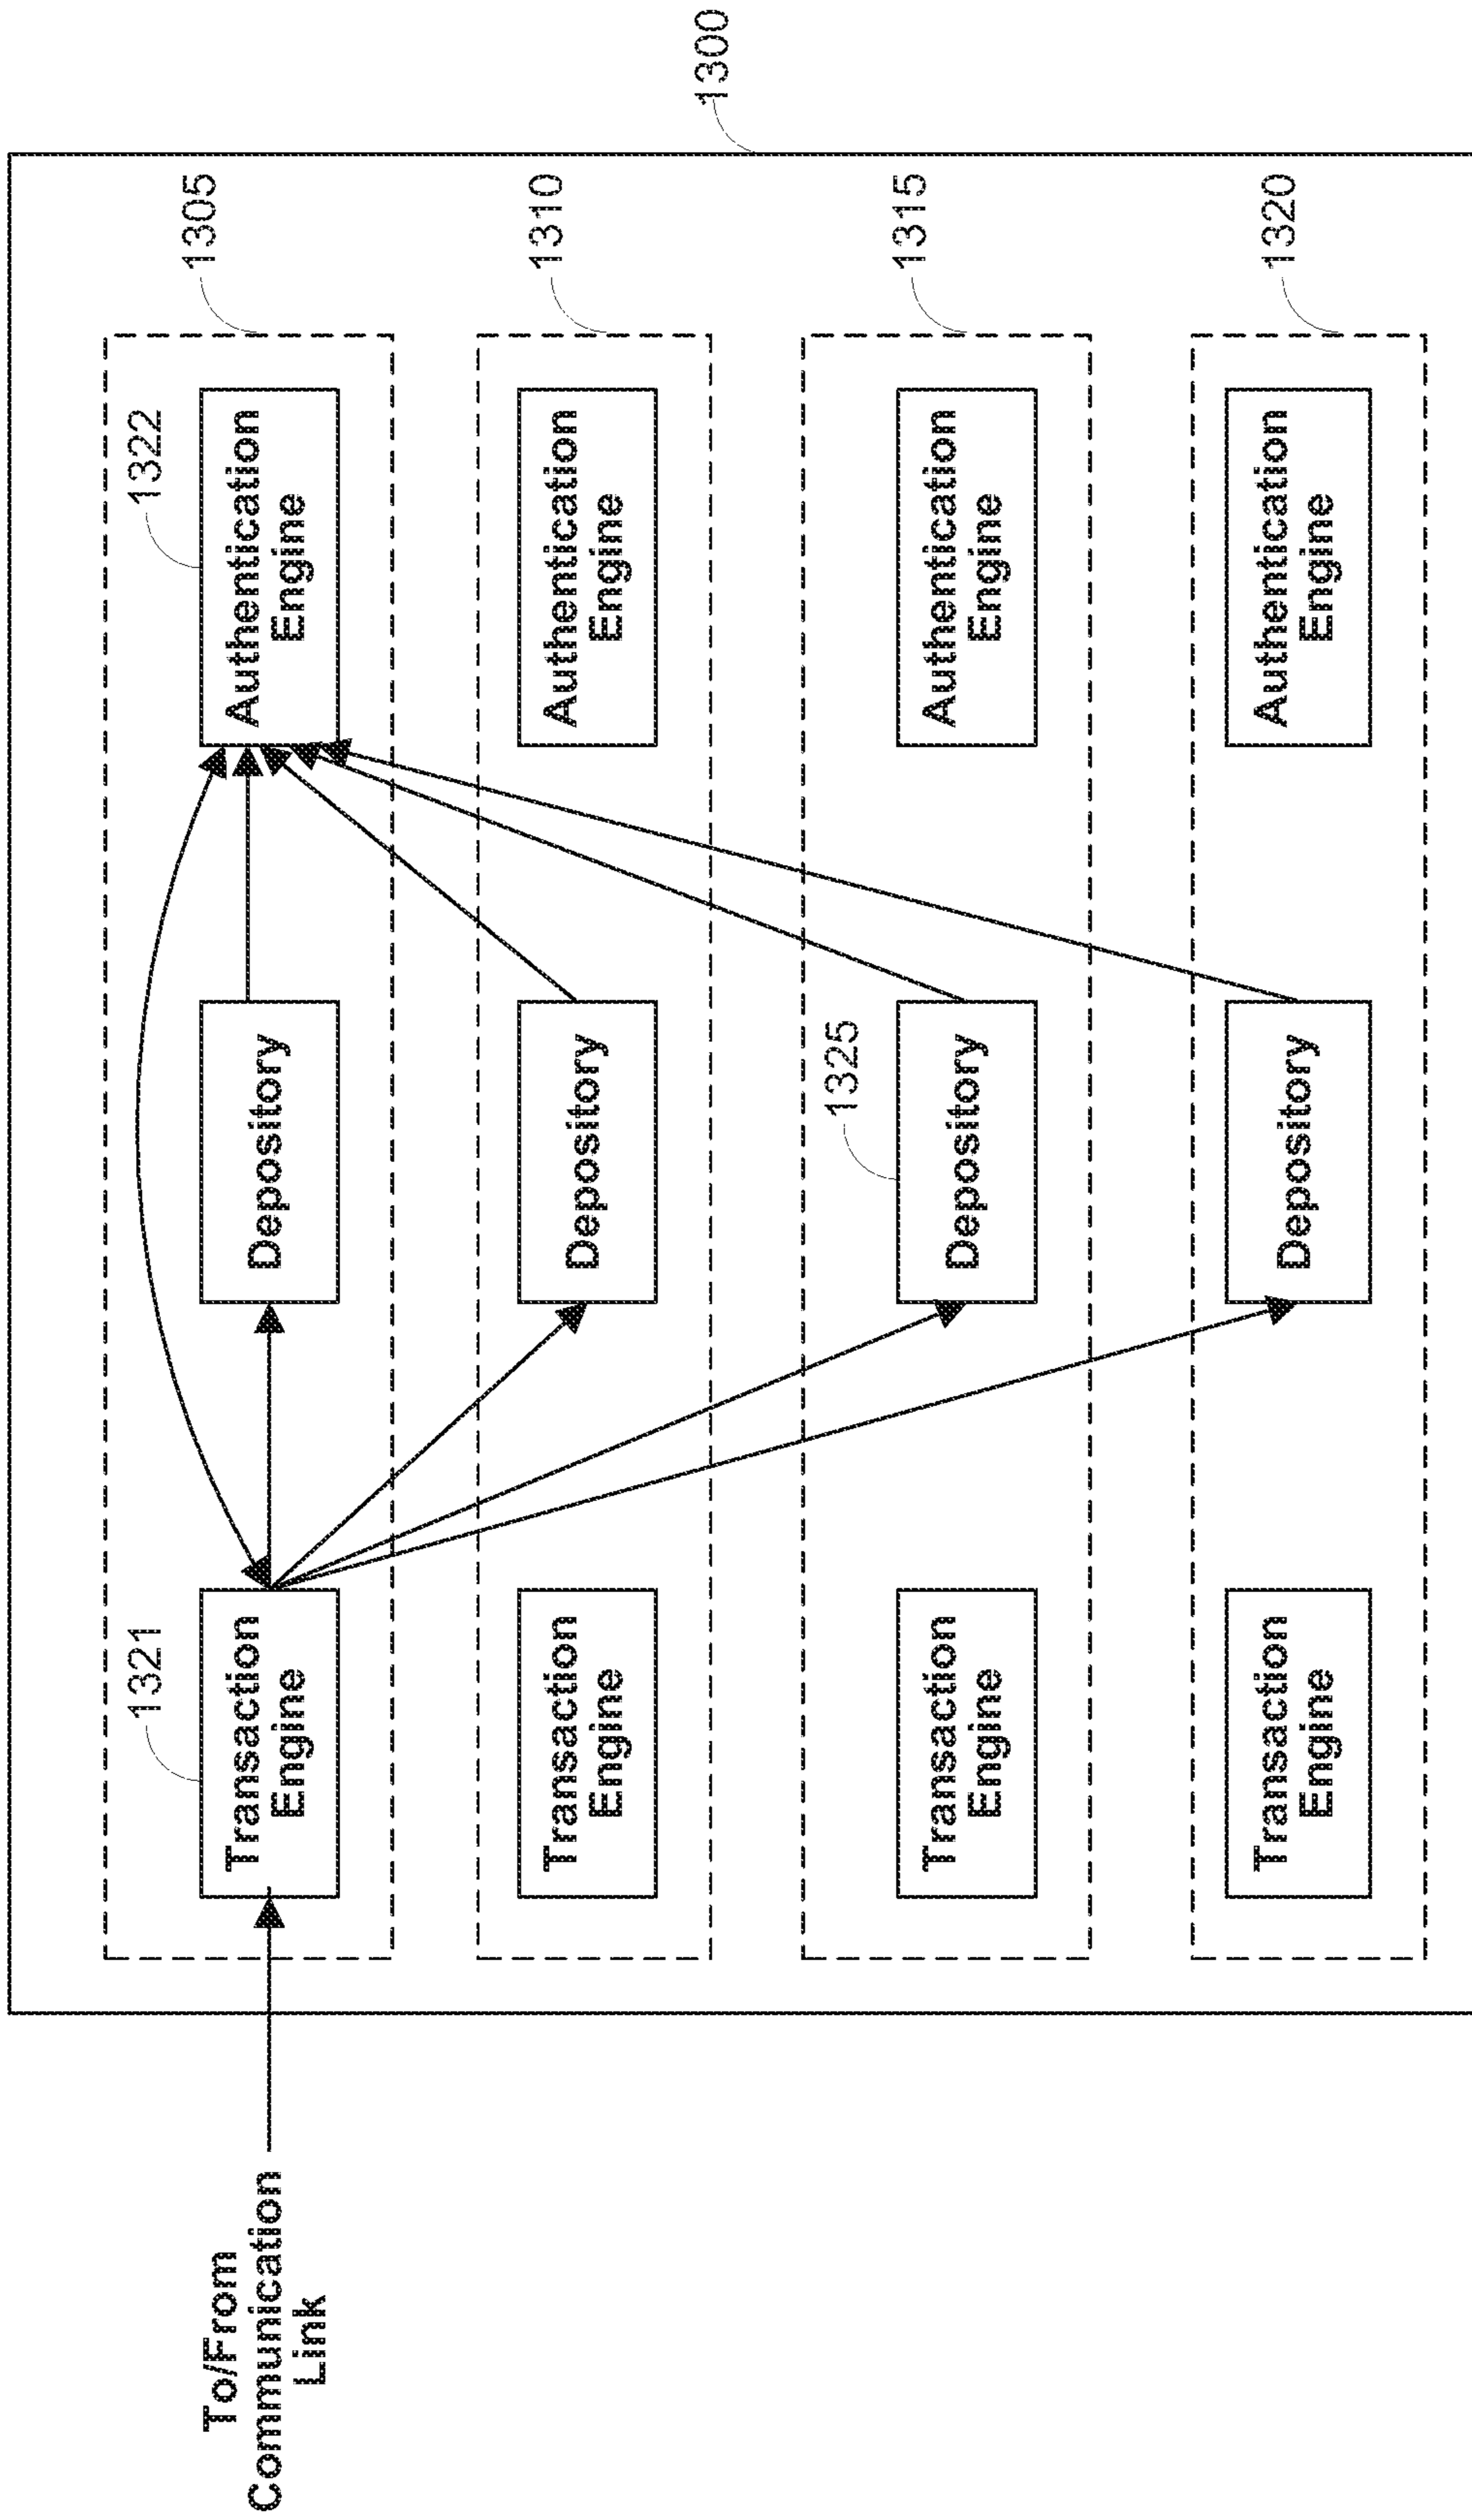 1300
1305
1322
To/From
Communication
Link
1321
Transaction
Engine
Depository
Authentication
Engine
1310
Transaction
Engine
Depository
Authentication
Engine
1315
1325
Transaction
Engine
Depository
Authentication
Engine
1320
Transaction
Engine
Depository
Authentication
Engine